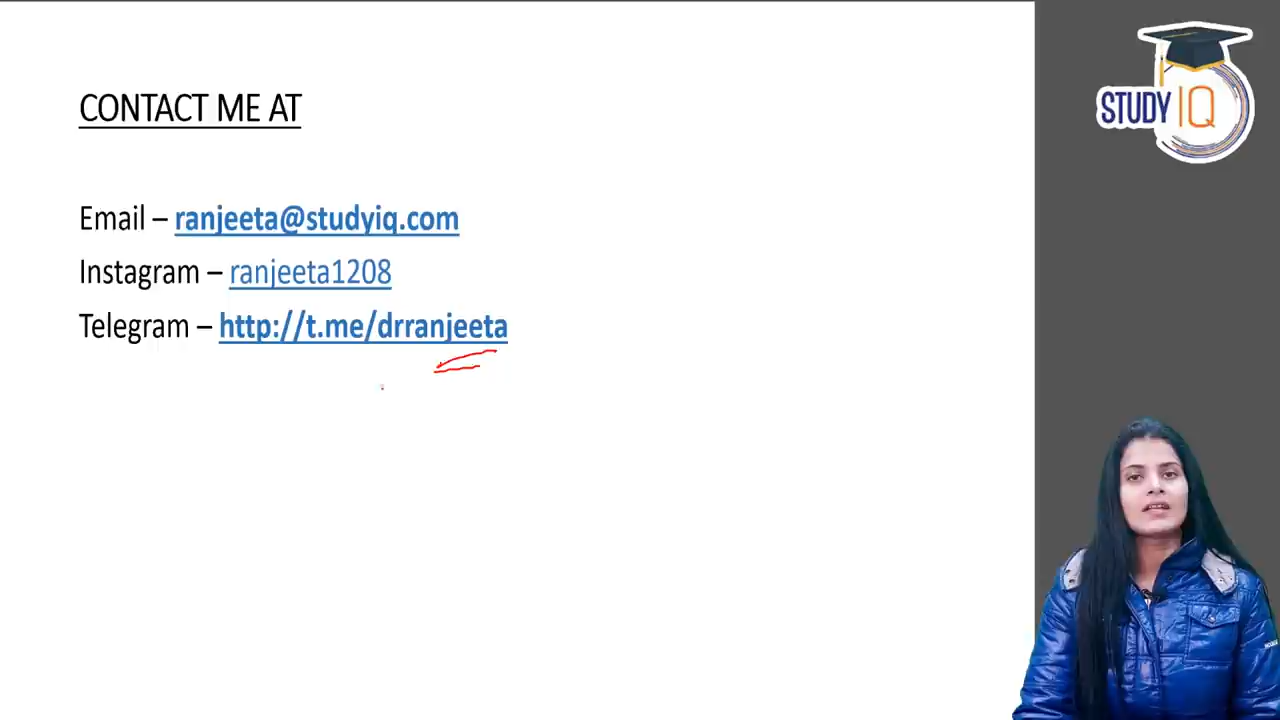 CONTACT ME AT
Email – ranjeeta@studyiq.com
Instagram – ranjeeta1208
Telegram – http://t.me/drranjeeta
STUDY IQ